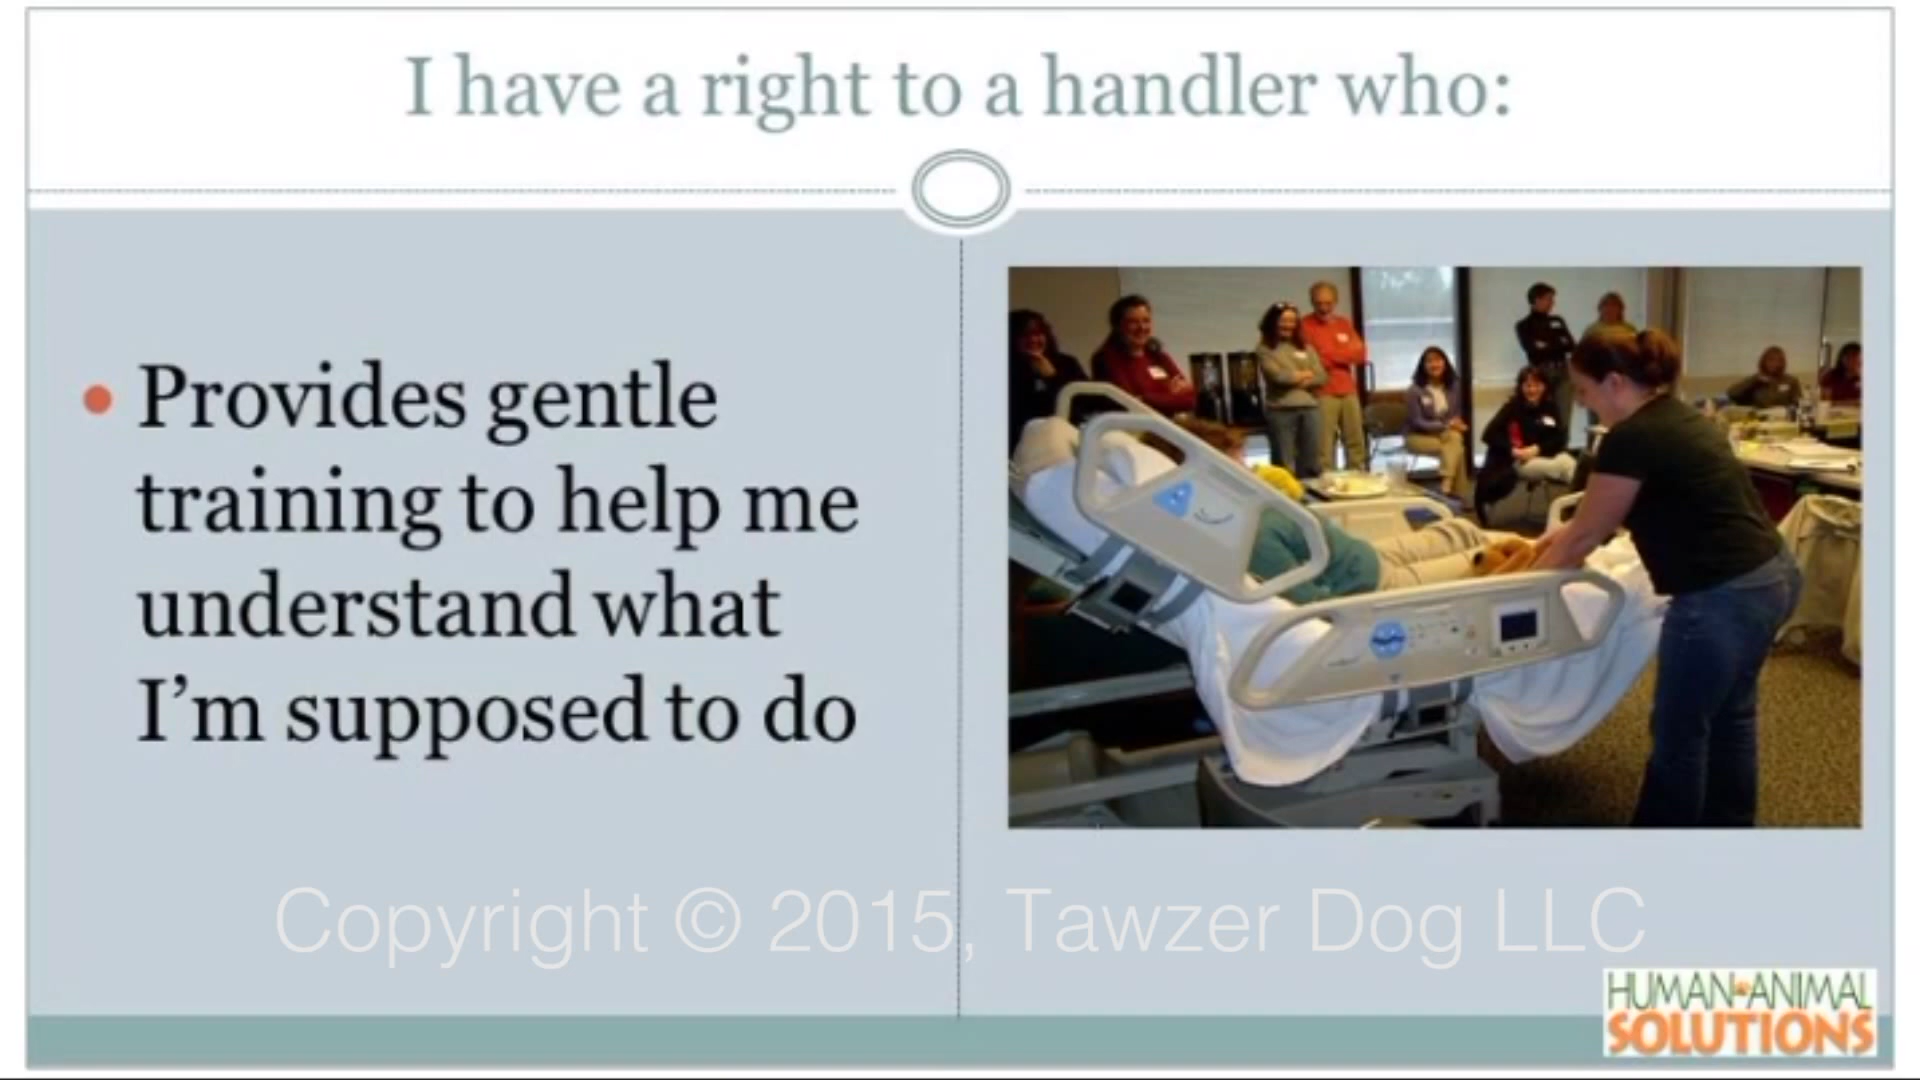 I have a right to a handler who:
• Provides gentle
training to help me
understand what
I’m supposed to do
Copyright © 2015, Tawzer Dog LLC
HUMAN-ANIMAL
SOLUTIONS